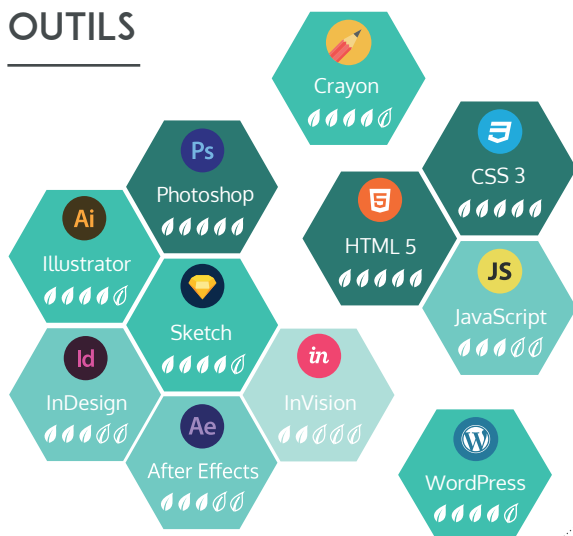 OUTILS
Crayon
Ps
Photoshop
CSS 3
Ai
Illustrator
HTML 5
JS
JavaScript
Sketch
Id
InDesign
in
InVision
Ae
After Effects
W
WordPress